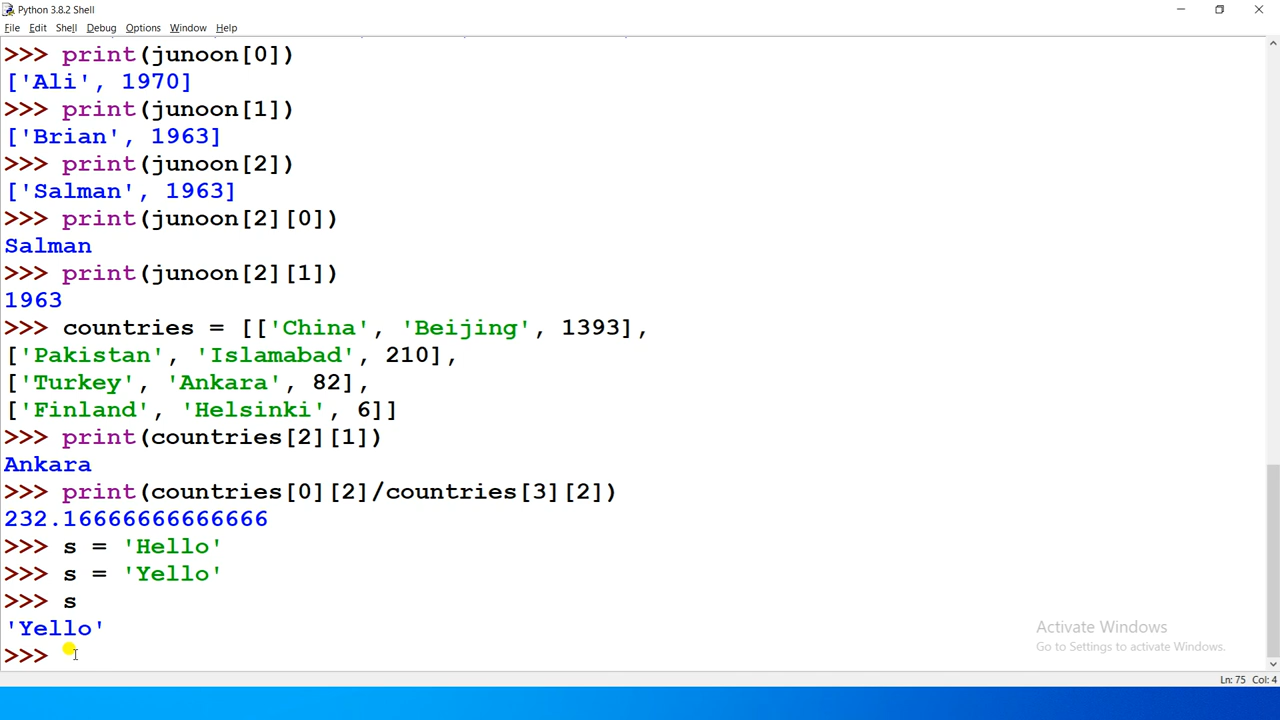 Python 3.8.2 Shell
File Edit Shell Debug Options Window Help
>>> print(junoon[0])
['Ali', 1970]
>>> print(junoon[1])
['Brian', 1963]
>>> print(junoon[2])
['Salman', 1963]
>>> print(junoon[2][0])
Salman
>>> print(junoon[2][1])
1963
>>> countries = [['China', 'Beijing', 1393],
['Pakistan', 'Islamabad', 210],
['Turkey', 'Ankara', 82],
['Finland', 'Helsinki', 6]]
>>> print(countries[2][1])
Ankara
>>> print(countries[0][2]/countries[3][2])
232.16666666666666
>>> s = 'Hello'
>>> s = 'Yello'
>>> s
'Yello'
>>>
Activate Windows
Go to Settings to activate Windows.
Ln: 75 Col: 4